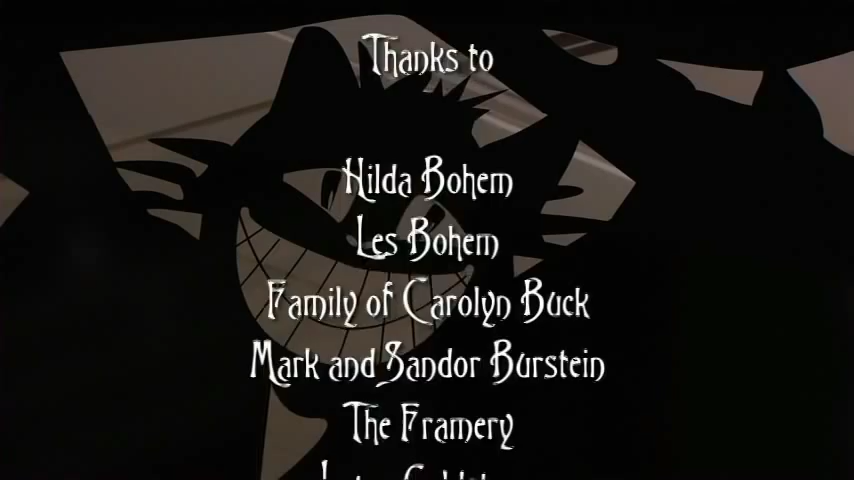 Thanks to
Hilda Bohem
Les Bohem
Family of Carolyn Buck
Mark and Sandor Burstein
The Framery